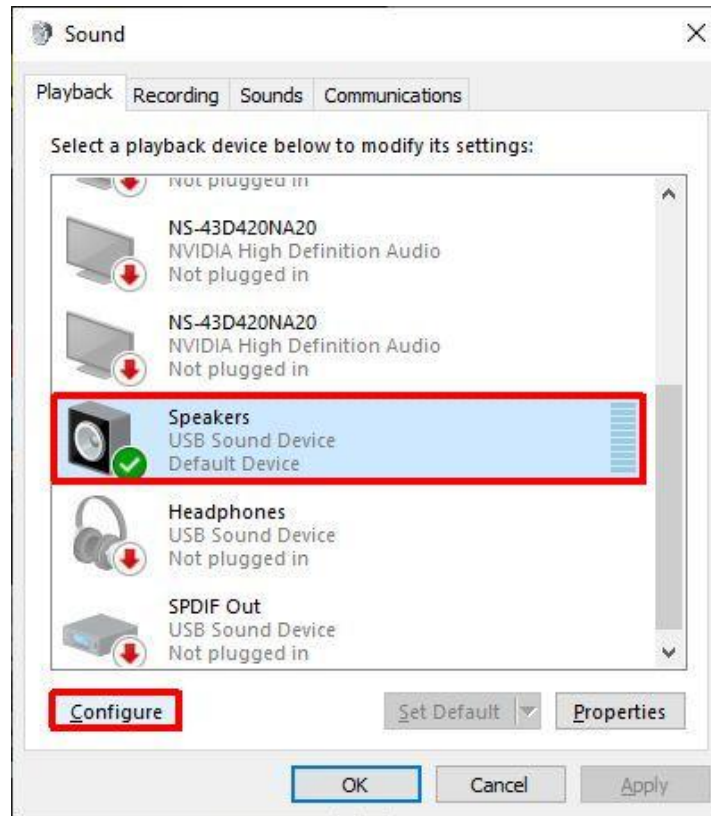 Sound
Playback Recording Sounds Communications
Select a playback device below to modify its settings:
Not plugged in
NS-43D420NA20
NVIDIA High Definition Audio
Not plugged in
NS-43D420NA20
NVIDIA High Definition Audio
Not plugged in
Speakers
USB Sound Device
Default Device
Headphones
USB Sound Device
Not plugged in
SPDIF Out
USB Sound Device
Not plugged in
Configure Set Default Properties
OK Cancel Apply